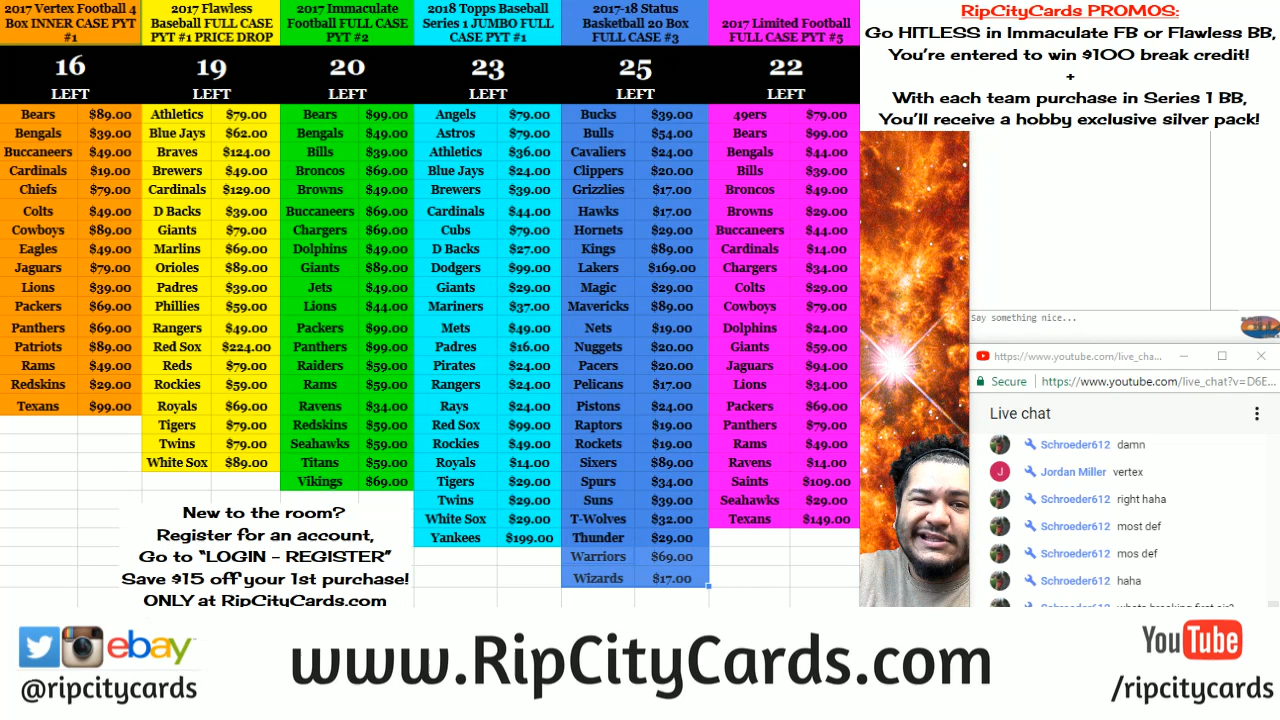 2017 Vertex Football 4
Box INNER CASE PYT
#1
16
LEFT
Bears $89.00
Bengals $39.00
Buccaneers $49.00
Cardinals $19.00
Chiefs $79.00
Colts $49.00
Cowboys $89.00
Eagles $49.00
Jaguars $79.00
Lions $39.00
Packers $69.00
Panthers $69.00
Patriots $89.00
Rams $49.00
Redskins $29.00
Texans $99.00
2017 Flawless
Baseball FULL CASE
PYT #1 PRICE DROP
19
LEFT
Athletics $79.00
Blue Jays $62.00
Braves $124.00
Brewers $49.00
Cardinals $129.00
D Backs $39.00
Giants $79.00
Marlins $69.00
Orioles $89.00
Padres $39.00
Phillies $59.00
Rangers $49.00
Red Sox $224.00
Reds $79.00
Rockies $59.00
Royals $69.00
Tigers $79.00
Twins $79.00
White Sox $89.00
2017 Immaculate
Football FULL CASE
PYT #2
20
LEFT
Bears $99.00
Bengals $49.00
Bills $39.00
Broncos $69.00
Browns $49.00
Buccaneers $69.00
Chargers $69.00
Dolphins $49.00
Giants $89.00
Jets $49.00
Lions $44.00
Packers $99.00
Panthers $99.00
Raiders $59.00
Rams $59.00
Ravens $34.00
Redskins $59.00
Seahawks $59.00
Titans $59.00
Vikings $69.00
2018 Topps Baseball
Series 1 JUMBO FULL
CASE PYT #1
23
LEFT
Angels $79.00
Astros $79.00
Athletics $36.00
Blue Jays $24.00
Brewers $39.00
Cardinals $44.00
Cubs $79.00
D Backs $27.00
Dodgers $99.00
Giants $29.00
Mariners $37.00
Mets $49.00
Padres $16.00
Pirates $24.00
Rangers $24.00
Rays $24.00
Red Sox $99.00
Rockies $49.00
Royals $14.00
Tigers $29.00
Twins $29.00
White Sox $29.00
Yankees $199.00
2017-18 Status
Basketball 20 Box
FULL CASE #3
25
LEFT
Bucks $39.00
Bulls $54.00
Cavaliers $24.00
Clippers $20.00
Grizzlies $17.00
Hawks $17.00
Hornets $29.00
Kings $89.00
Lakers $169.00
Magic $29.00
Mavericks $89.00
Nets $19.00
Nuggets $20.00
Pacers $20.00
Pelicans $17.00
Pistons $24.00
Raptors $19.00
Rockets $19.00
Sixers $89.00
Spurs $34.00
Suns $39.00
T-Wolves $32.00
Thunder $29.00
Warriors $69.00
Wizards $17.00
2017 Limited Football
FULL CASE PYT #5
22
LEFT
49ers $79.00
Bears $99.00
Bengals $44.00
Bills $39.00
Broncos $49.00
Browns $29.00
Buccaneers $44.00
Cardinals $14.00
Chargers $34.00
Colts $29.00
Cowboys $79.00
Dolphins $24.00
Giants $59.00
Jaguars $94.00
Lions $34.00
Packers $69.00
Panthers $79.00
Rams $49.00
Ravens $14.00
Saints $109.00
Seahawks $29.00
Texans $149.00
New to the room?
Register for an account,
Go to "LOGIN - REGISTER"
Save $15 off your 1st purchase!
ONLY at RipCityCards.com
RipCityCards PROMOS:
Go HITLESS in Immaculate FB or Flawless BB,
You're entered to win $100 break credit!
+
With each team purchase in Series 1 BB,
You'll receive a hobby exclusive silver pack!
Say something nice...
https://www.youtube.com/live_cha...
Secure https://www.youtube.com/live_chat?v=D6E...
Live chat
Schroeder612 damn
J Jordan Miller vertex
Schroeder612 right haha
Schroeder612 most def
Schroeder612 mos def
Schroeder612 haha
Schroeder612 whats breaking first sir?
ebay
@ripcitycards
www.RipCityCards.com
YouTube
/ripcitycards